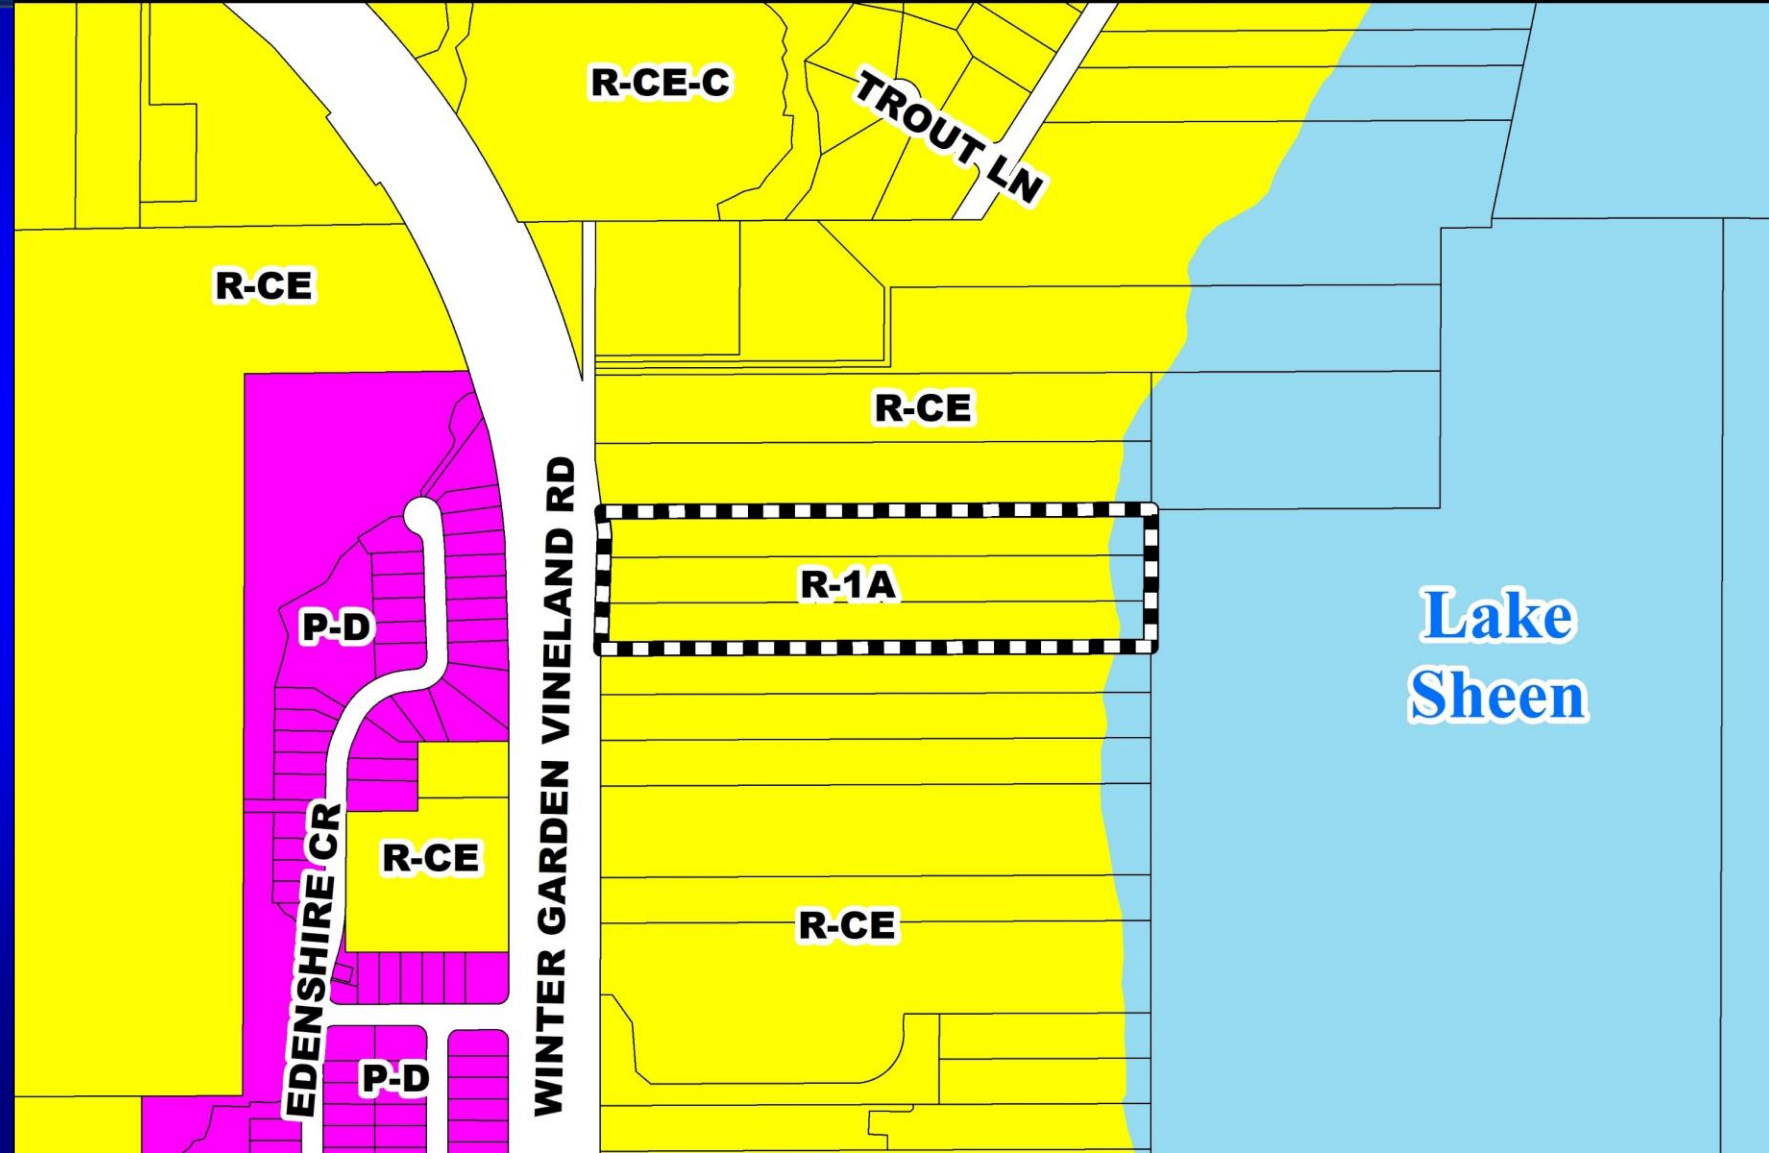 R-CE-C
TROUT LN
R-CE
R-CE
WINTER GARDEN VINELAND RD
R-1A
P-D
Lake
Sheen
EDENSHIRE CR
R-CE
R-CE
P-D